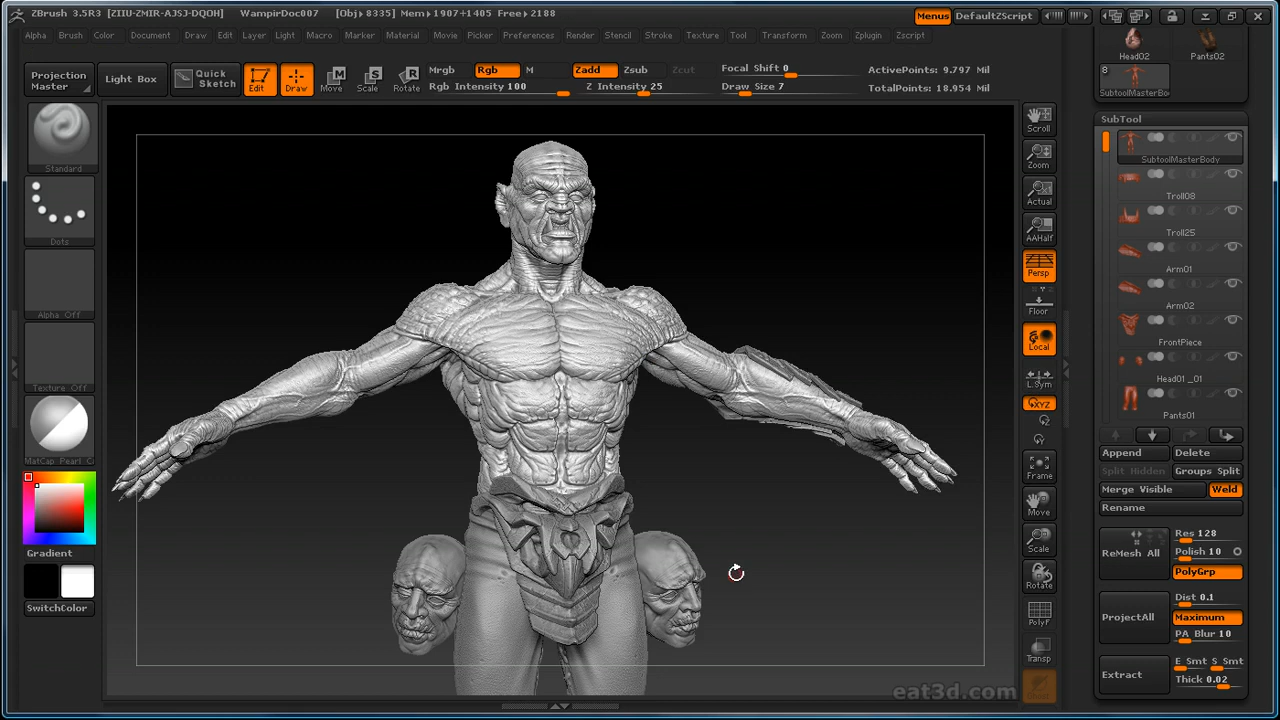 ZBrush 3.5R3 [ZIIU-ZMIR-AJSJ-DQOH] WampirDoc007 [Obj▸8335] Mem▸1907+1405 Free▸2188 Menus DefaultZScript
Alpha Brush Color Document Draw Edit Layer Light Macro Marker Material Movie Picker Preferences Render Stencil Stroke Texture Tool Transform Zoom Zplugin Zscript
Head02 Pants02
Projection Master
Light Box
Quick Sketch
Edit Draw Move Scale Rotate
Mrgb Rgb M
Rgb Intensity 100
Zadd Zsub Zcut
Z Intensity 25
Focal Shift 0
Draw Size 7
ActivePoints: 9.797 Mil
TotalPoints: 18.954 Mil
8
SubtoolMasterBo
Standard
Dots
Alpha Off
Texture Off
MatCap Pearl C
Gradient
SwitchColor
Scroll
Zoom
Actual
AAHalf
Persp
Floor
Local
L.Sym
XYZ
Frame
Move
Scale
Rotate
PolyF
Transp
SubTool
SubtoolMasterBody
Troll08
Troll25
Arm01
Arm02
FrontPiece
Head01_01
Pants01
Append Delete
Split Hidden Groups Split
Merge Visible Weld
Rename
ReMesh All
Res 128
Polish 10
PolyGrp
ProjectAll
Dist 0.1
Maximum
PA Blur 10
Extract
E Smt S Smt
Thick 0.02
eat3d.com